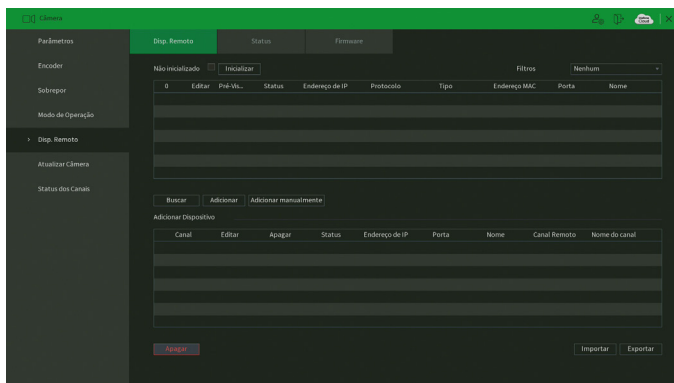 Câmera
Parâmetros
Encoder
Sobrepor
Modo de Operação
Disp. Remoto
Atualizar Câmera
Status dos Canais
Disp. Remoto Status Firmware
Não inicializado Inicializar Filtros Nenhum
0 Editar Pré-Vis... Status Endereço de IP Protocolo Tipo Endereço MAC Porta Nome
Buscar Adicionar Adicionar manualmente
Adicionar Dispositivo
Canal Editar Apagar Status Endereço de IP Porta Nome Canal Remoto Nome do canal
Apagar Importar Exportar